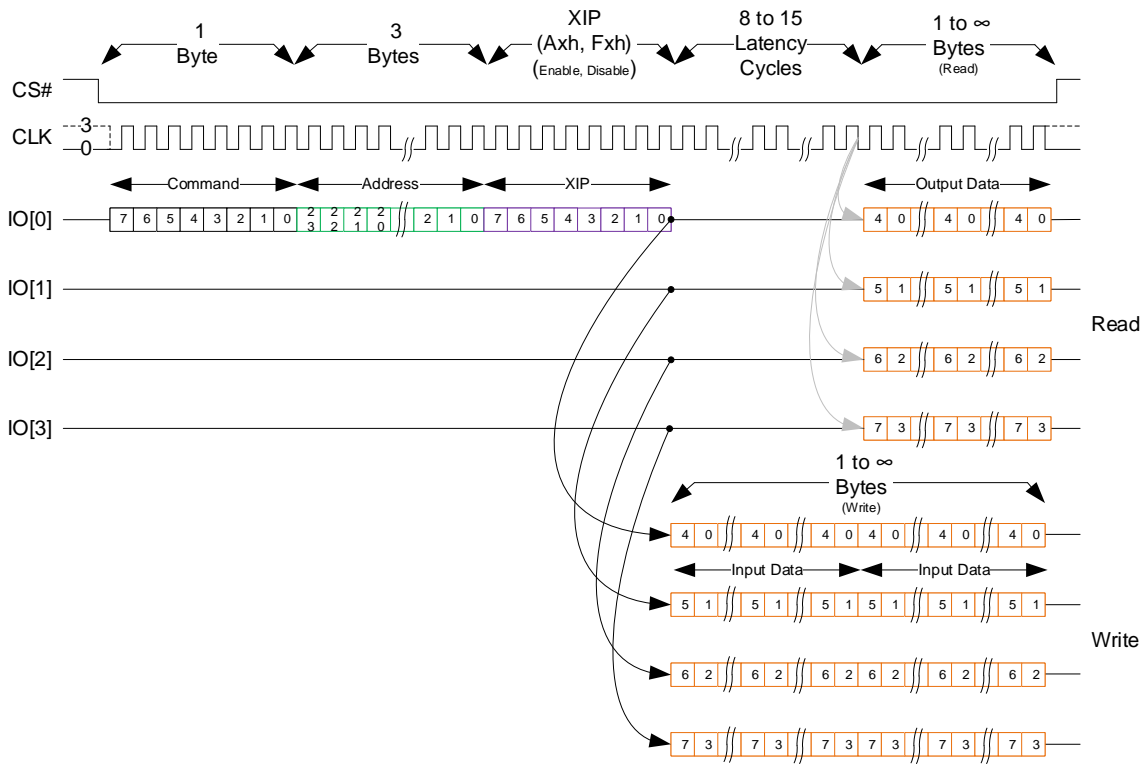 1
Byte
3
Bytes
XIP
(Axh, Fxh)
(Enable, Disable)
8 to 15
Latency
Cycles
1 to ∞
Bytes
(Read)
CS#
CLK
3
0
Command
Address
XIP
Output Data
IO[0]
7 6 5 4 3 2 1 0 23 22 21 20 2 1 0 7 6 5 4 3 2 1 0 4 0 4 0 4 0
IO[1]
5 1 5 1 5 1
Read
IO[2]
6 2 6 2 6 2
IO[3]
7 3 7 3 7 3
1 to ∞
Bytes
(Write)
4 0 4 0 4 0 4 0 4 0 4 0
Input Data
Input Data
5 1 5 1 5 1 5 1 5 1 5 1
Write
6 2 6 2 6 2 6 2 6 2 6 2
7 3 7 3 7 3 7 3 7 3 7 3